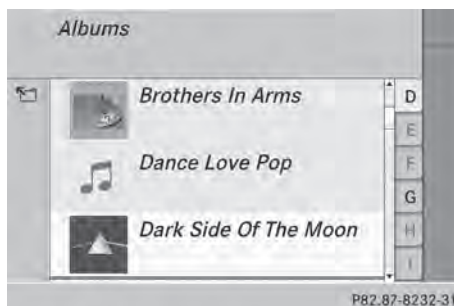 Albums
Brothers In Arms
D
E
Dance Love Pop
F
G
Dark Side Of The Moon
H
I
P82.87-8232-31